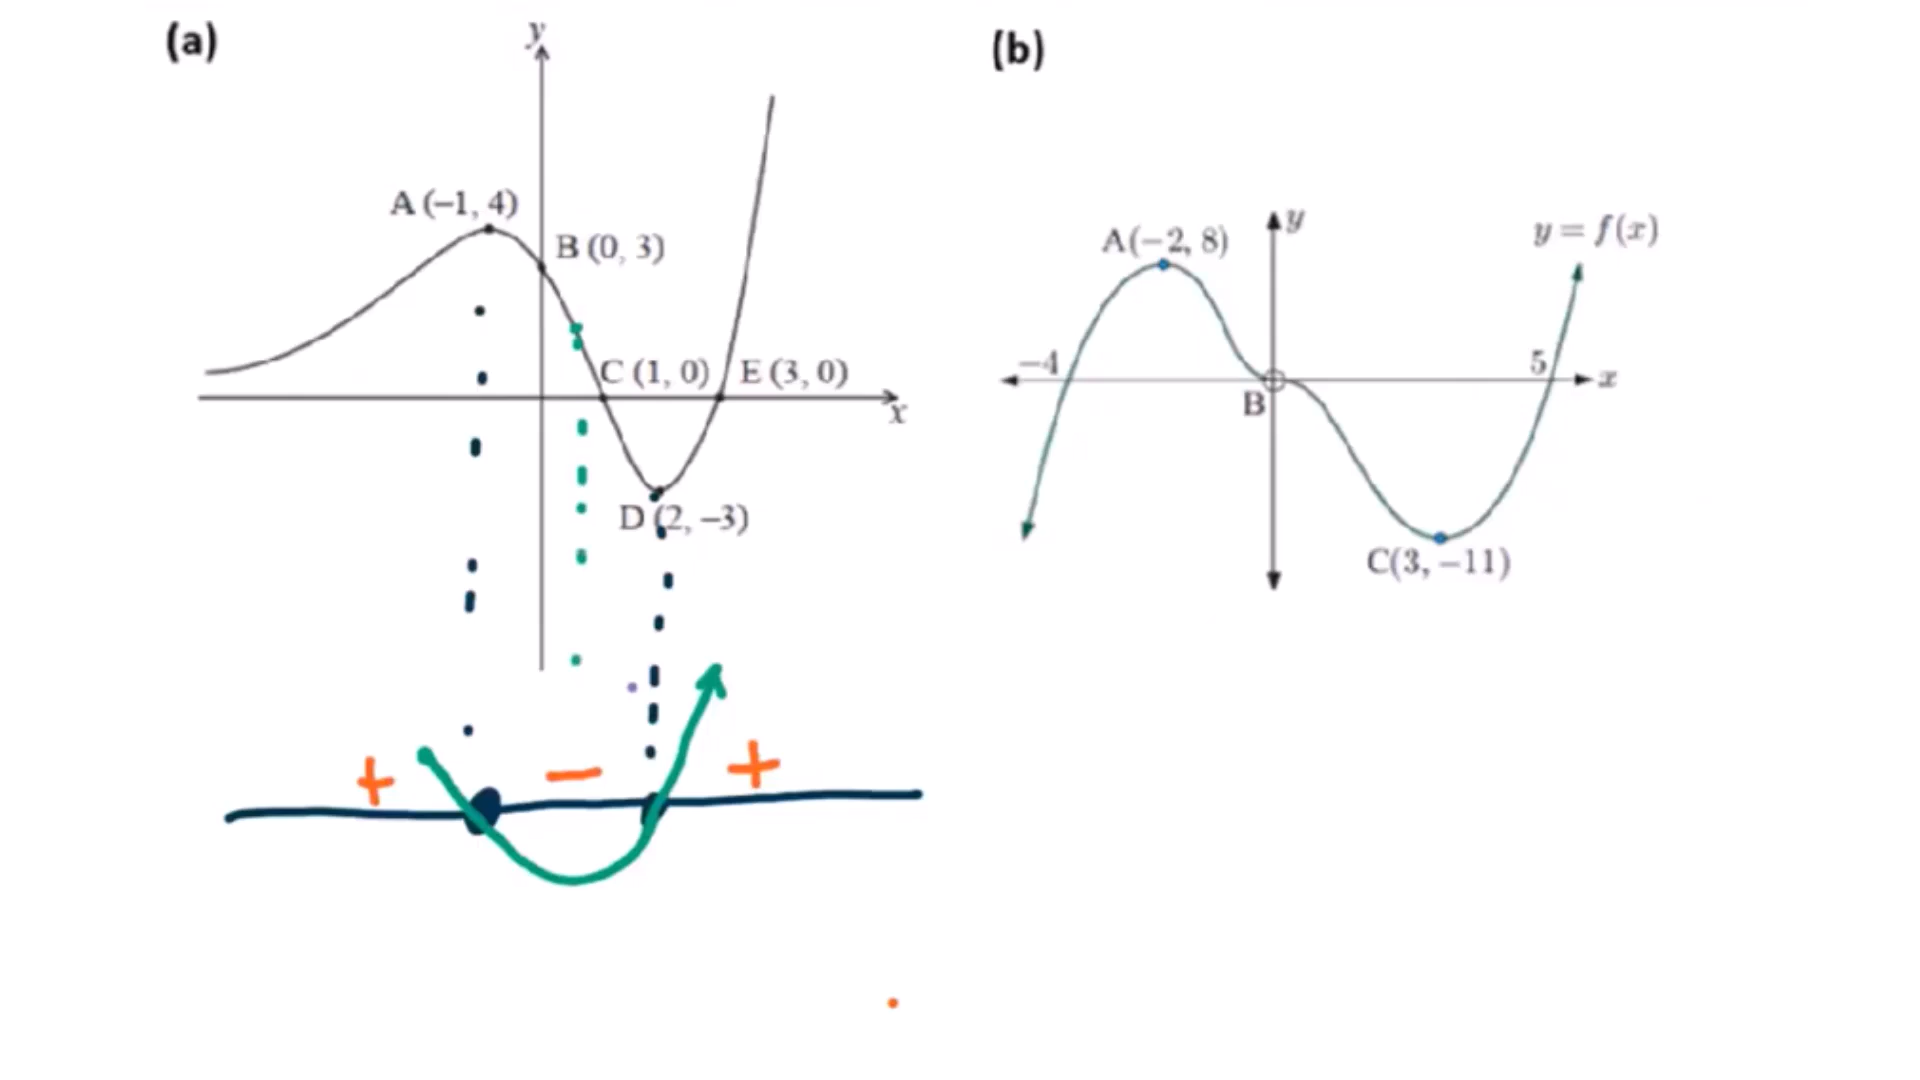 (a)
y
A (−1, 4)
B (0, 3)
C (1, 0)
E (3, 0)
x
D (2, −3)
+
−
+
(b)
y
y = f(x)
A(−2, 8)
−4
5
x
B
C(3, −11)